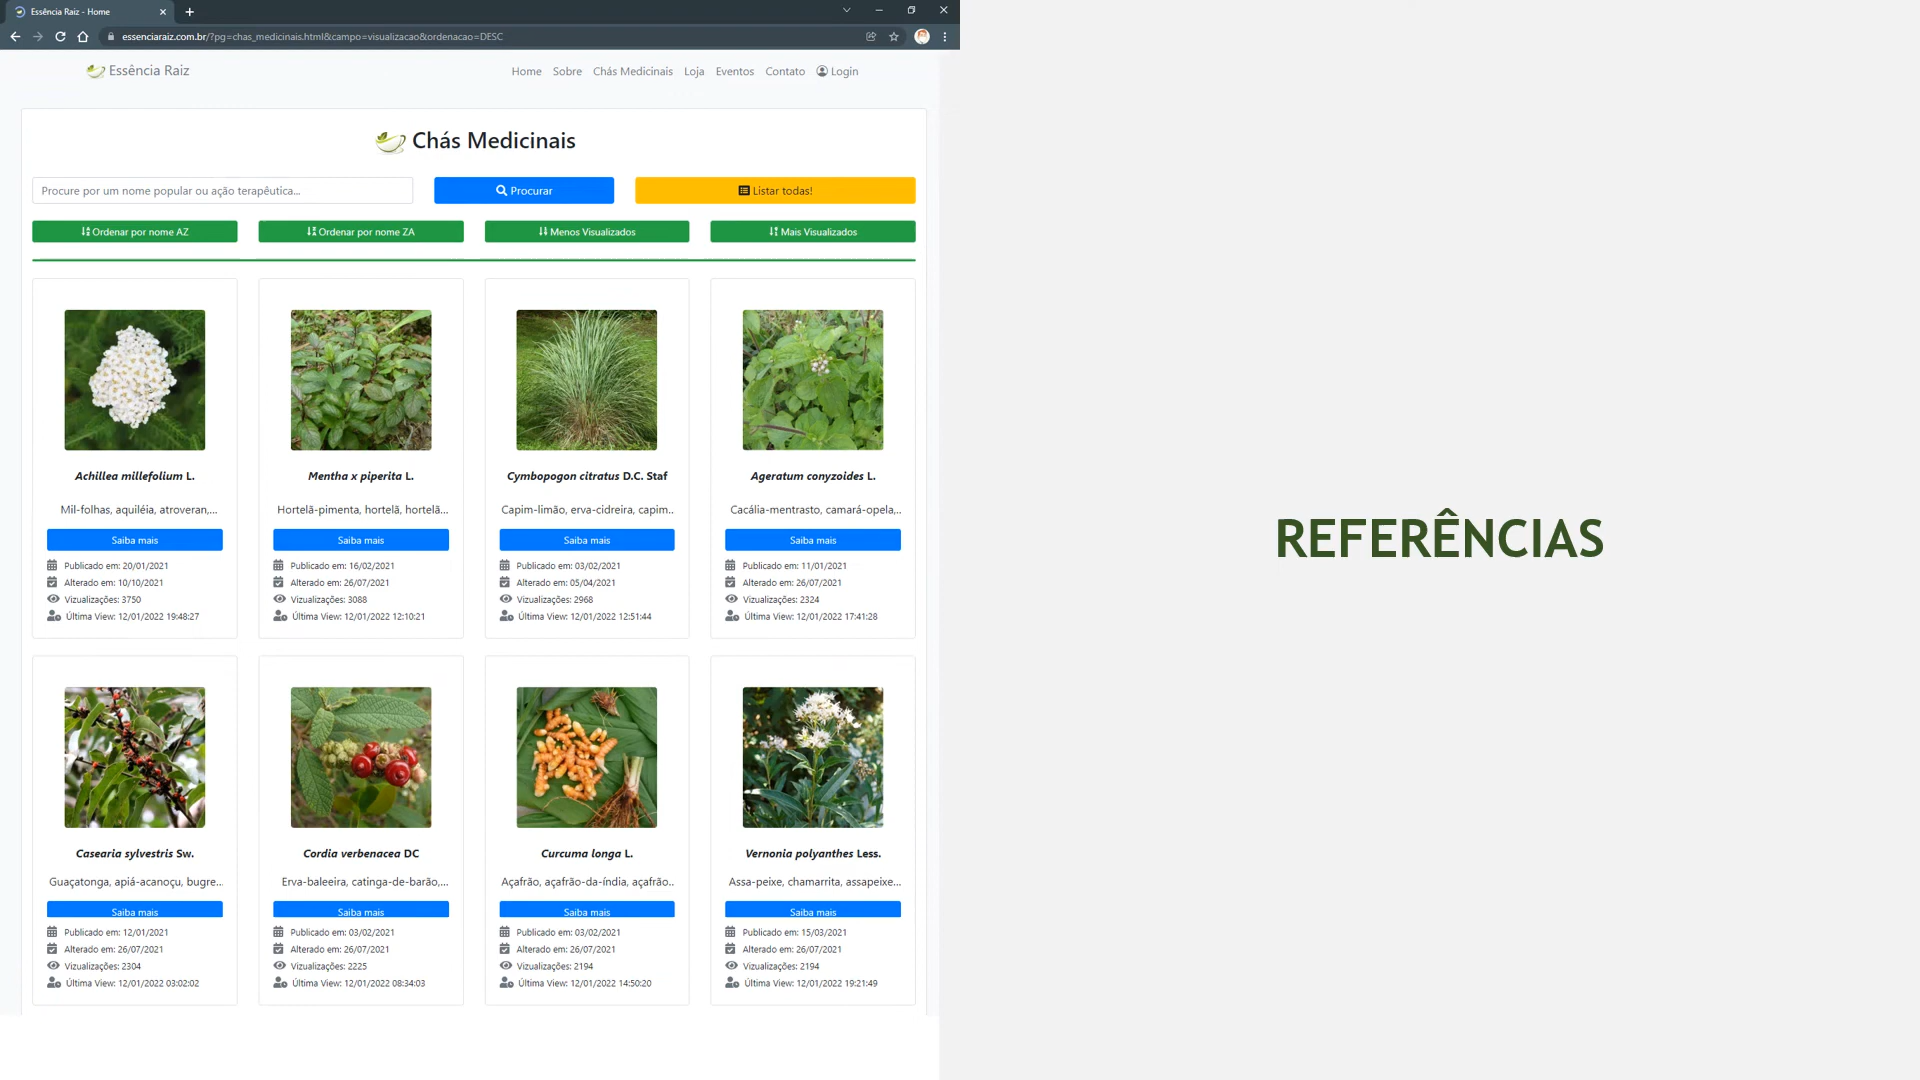 Essência Raiz - Home
essenciaraiz.com.br/?pg=chas_medicinais.html&campo=visualizacao&ordenacao=DESC
Essência Raiz
Home Sobre Chás Medicinais Loja Eventos Contato Login
Chás Medicinais
Procure por um nome popular ou ação terapêutica...
Procurar
Listar todas!
Ordenar por nome AZ
Ordenar por nome ZA
Menos Visualizados
Mais Visualizados
Achillea millefolium L.
Mil-folhas, aquiléia, atroveran,...
Saiba mais
Publicado em: 20/01/2021
Alterado em: 10/10/2021
Vizualizações: 3750
Última View: 12/01/2022 19:48:27
Mentha x piperita L.
Hortelã-pimenta, hortelã, hortelã...
Saiba mais
Publicado em: 16/02/2021
Alterado em: 26/07/2021
Vizualizações: 3088
Última View: 12/01/2022 12:10:21
Cymbopogon citratus D.C. Staf
Capim-limão, erva-cidreira, capim..
Saiba mais
Publicado em: 03/02/2021
Alterado em: 05/04/2021
Vizualizações: 2968
Última View: 12/01/2022 12:51:44
Ageratum conyzoides L.
Cacália-mentrasto, camará-opela,..
Saiba mais
Publicado em: 11/01/2021
Alterado em: 26/07/2021
Vizualizações: 2324
Última View: 12/01/2022 17:41:28
Casearia sylvestris Sw.
Guaçatonga, apiá-acanoçu, bugre...
Saiba mais
Publicado em: 12/01/2021
Alterado em: 26/07/2021
Vizualizações: 2304
Última View: 12/01/2022 03:02:02
Cordia verbenacea DC
Erva-baleeira, catinga-de-barão,...
Saiba mais
Publicado em: 03/02/2021
Alterado em: 26/07/2021
Vizualizações: 2225
Última View: 12/01/2022 08:34:03
Curcuma longa L.
Açafrão, açafrão-da-índia, açafrão..
Saiba mais
Publicado em: 03/02/2021
Alterado em: 26/07/2021
Vizualizações: 2194
Última View: 12/01/2022 14:50:20
Vernonia polyanthes Less.
Assa-peixe, chamarrita, assapeixe...
Saiba mais
Publicado em: 15/03/2021
Alterado em: 26/07/2021
Vizualizações: 2194
Última View: 12/01/2022 19:21:49
REFERÊNCIAS